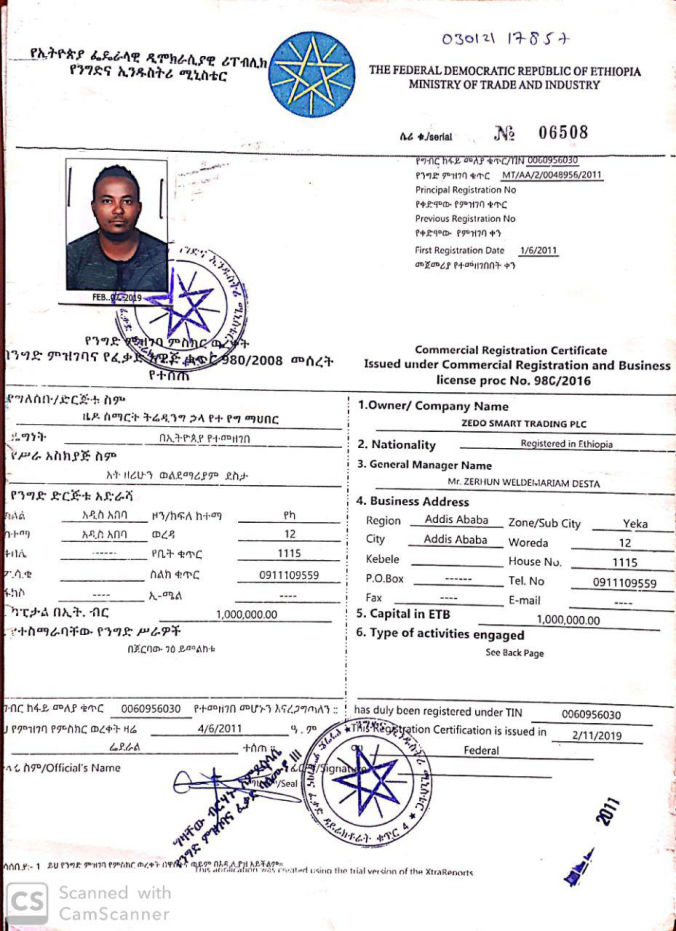 030121 17857
የኢትዮጵያ ፌዴራላዊ ዲሞክራሲያዊ ሪፐብሊክ
የንግድና ኢንዱስትሪ ሚኒስቴር
THE FEDERAL DEMOCRATIC REPUBLIC OF ETHIOPIA
MINISTRY OF TRADE AND INDUSTRY
ሴሪ ቁ./serial № 06508
የግብር ከፋይ መለያ ቁጥር/TIN 0060956030
የንግድ ምዝገባ ቁጥር MT/AA/2/0048956/2011
Principal Registration No
የቀድሞው የምዝገባ ቁጥር
Previous Registration No
የቀድሞው የምዝገባ ቀን
First Registration Date 1/6/2011
መጀመሪያ የተመዘገበበት ቀን
FEB..07.2019
የንግድ ምዝገባ ምስክር ወረቀት
በንግድ ምዝገባና የፈቃድ አዋጅ ቁጥር 980/2008 መሰረት
የተሰጠ
Commercial Registration Certificate
Issued under Commercial Registration and Business
license proc No. 98C/2016
የግለሰቡ/ድርጅቱ ስም
ዜዶ ስማርት ትሬዲንግ ኃላ የተ የግ ማህበር
ዜግነት በኢትዮጵያ የተመዘገበ
የሥራ አስኪያጅ ስም
አቶ ዘሪሁን ወልደማሪያም ደስታ
የንግድ ድርጅቱ አድራሻ
ክልል አዲስ አበባ ዞን/ክፍለ ከተማ የካ
ከተማ አዲስ አበባ ወረዳ 12
ቀበሌ ------ የቤት ቁጥር 1115
ፖ.ሳ.ቁ ስልክ ቁጥር 0911109559
ፋክስ ---- ኢ-ሜል ----
ካፒታል በኢት. ብር 1,000,000.00
የተሰማራባቸው የንግድ ሥራዎች
በጀርባው ገፅ ይመልከቱ
1.Owner/ Company Name
ZEDO SMART TRADING PLC
2. Nationality Registered in Ethiopia
3. General Manager Name
Mr. ZERHUN WELDEMARIAM DESTA
4. Business Address
Region Addis Ababa Zone/Sub City Yeka
City Addis Ababa Woreda 12
Kebele House No. 1115
P.O.Box ------ Tel. No 0911109559
Fax ---- E-mail ----
5. Capital in ETB 1,000,000.00
6. Type of activities engaged
See Back Page
የግብር ከፋይ መለያ ቁጥር 0060956030 የተመዘገበ መሆኑን እናረጋግጣለን ::
ይህ የምዝገባ የምስክር ወረቀት ዛሬ 4/6/2011 ዓ . ም
ፌደራል ተሰጠ ::
has duly been registered under TIN 0060956030
This Registration Certification is issued in 2/11/2019
Federal
ስም/Official's Name
ፊርማ/Signature
/Seal
2011
ማሳሰቢያ:- 1 ይህ የንግድ ምዝገባ የምስክር ወረቀት
This application was created using the trial version of the XtraReports
CS Scanned with
CamScanner